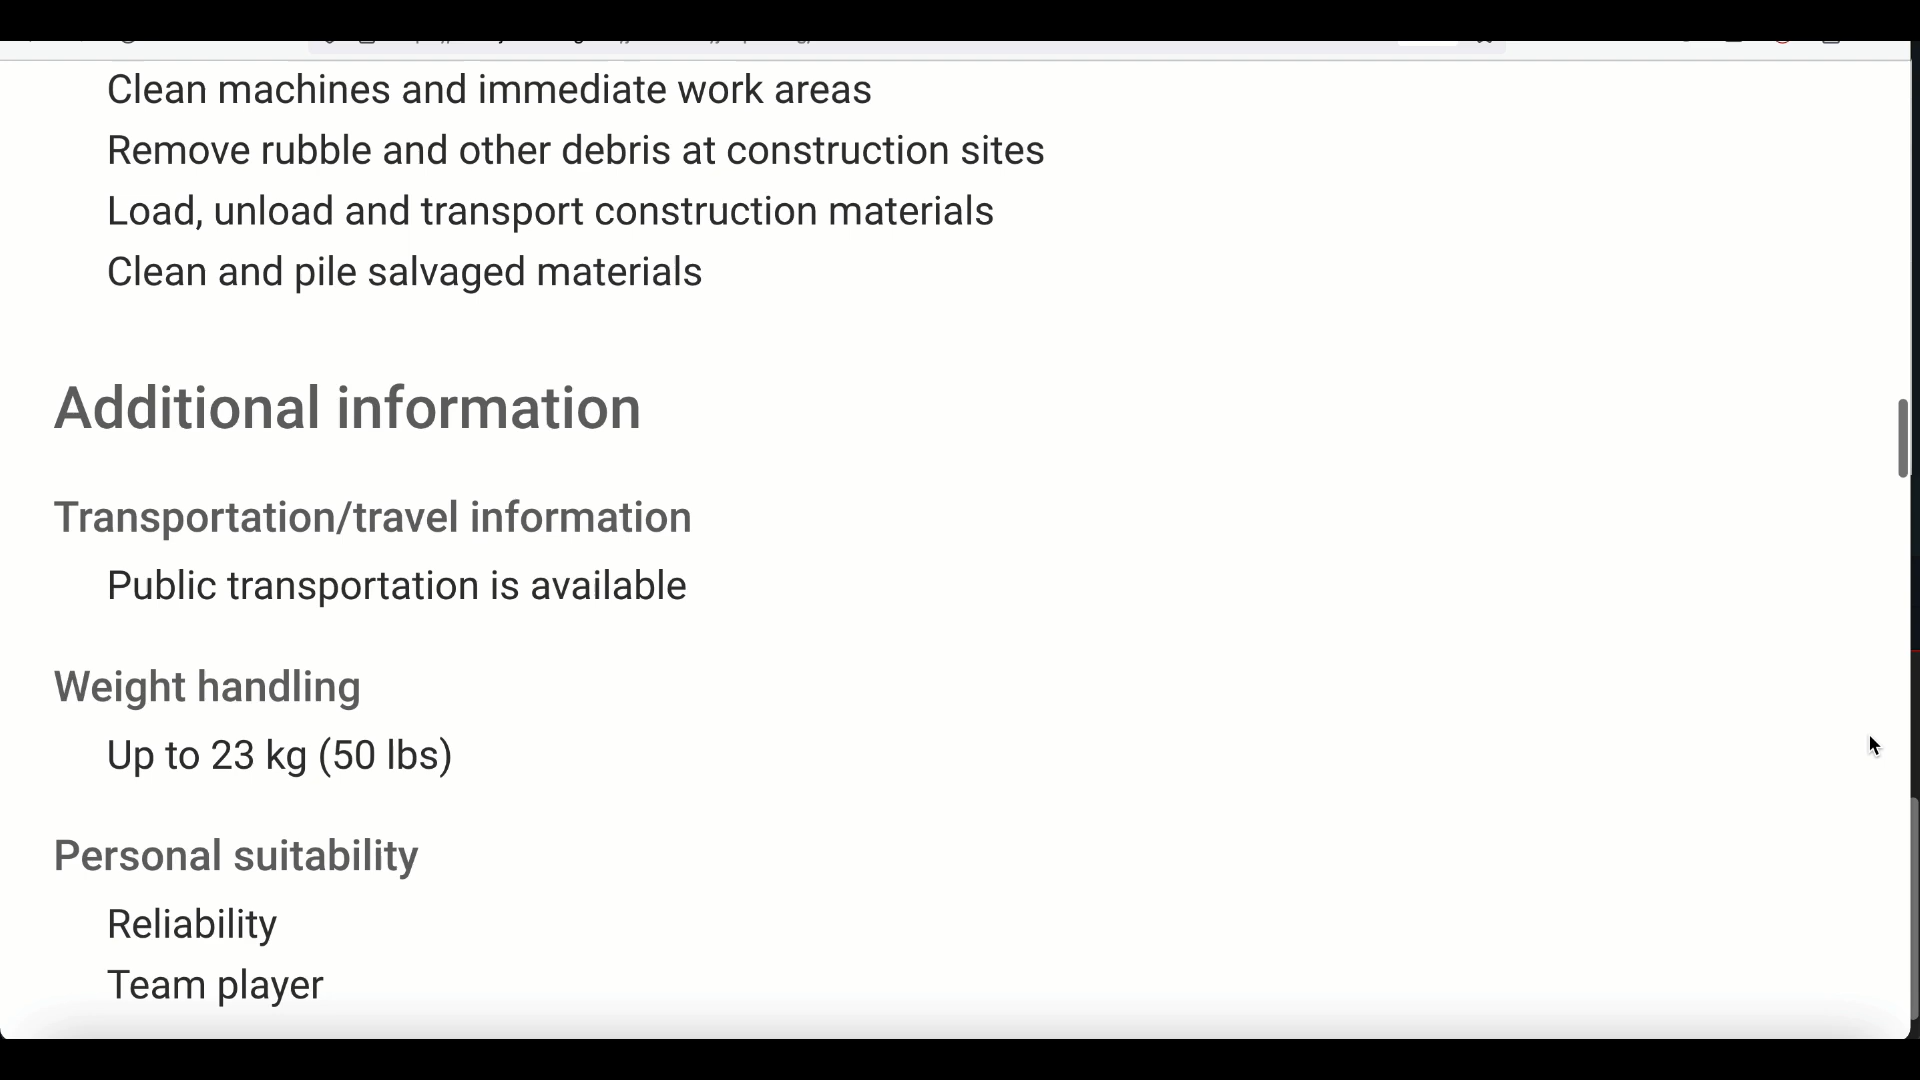 Clean machines and immediate work areas
Remove rubble and other debris at construction sites
Load, unload and transport construction materials
Clean and pile salvaged materials
Additional information
Transportation/travel information
Public transportation is available
Weight handling
Up to 23 kg (50 lbs)
Personal suitability
Reliability
Team player